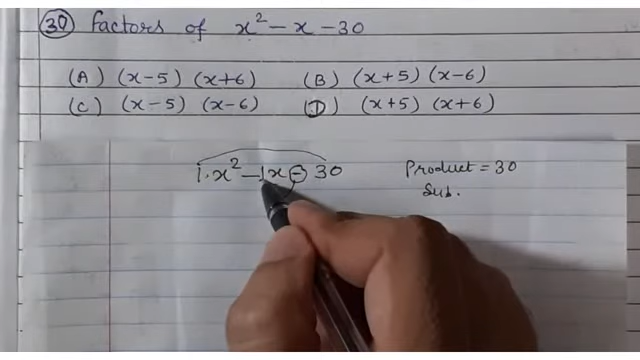 30 factors of x² - x - 30
(A) (x-5) (x+6) (B) (x+5) (x-6)
(C) (x-5) (x-6) (D) (x+5) (x+6)
1.x² - 1x - 30 Product = 30
Sub.